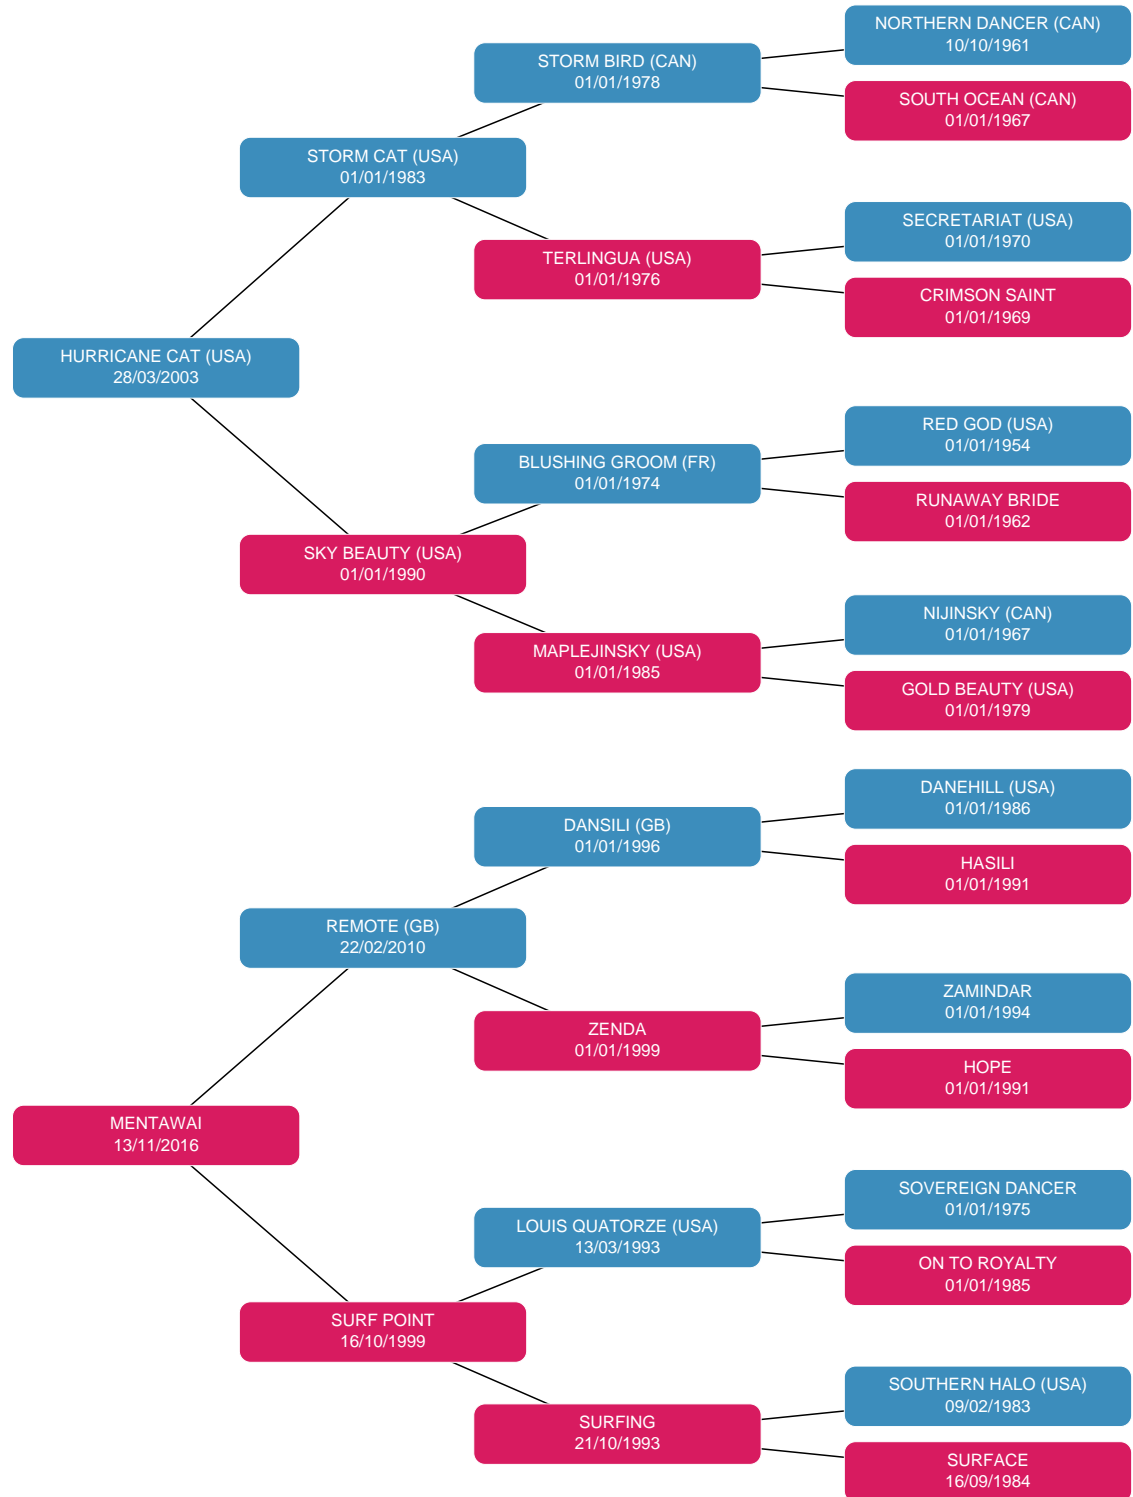 NORTHERN DANCER (CAN)
10/10/1961
STORM BIRD (CAN)
01/01/1978
SOUTH OCEAN (CAN)
01/01/1967
STORM CAT (USA)
01/01/1983
SECRETARIAT (USA)
01/01/1970
TERLINGUA (USA)
01/01/1976
CRIMSON SAINT
01/01/1969
HURRICANE CAT (USA)
28/03/2003
RED GOD (USA)
01/01/1954
BLUSHING GROOM (FR)
01/01/1974
RUNAWAY BRIDE
01/01/1962
SKY BEAUTY (USA)
01/01/1990
NIJINSKY (CAN)
01/01/1967
MAPLEJINSKY (USA)
01/01/1985
GOLD BEAUTY (USA)
01/01/1979
DANEHILL (USA)
01/01/1986
DANSILI (GB)
01/01/1996
HASILI
01/01/1991
REMOTE (GB)
22/02/2010
ZAMINDAR
01/01/1994
ZENDA
01/01/1999
HOPE
01/01/1991
MENTAWAI
13/11/2016
SOVEREIGN DANCER
01/01/1975
LOUIS QUATORZE (USA)
13/03/1993
ON TO ROYALTY
01/01/1985
SURF POINT
16/10/1999
SOUTHERN HALO (USA)
09/02/1983
SURFING
21/10/1993
SURFACE
16/09/1984